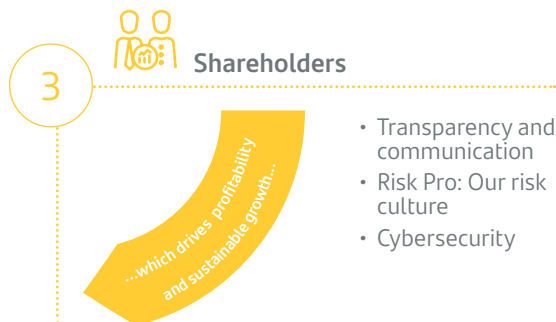 Shareholders
3
...which drives profitability
and sustainable growth...
• Transparency and
communication
• Risk Pro: Our risk
culture
• Cybersecurity